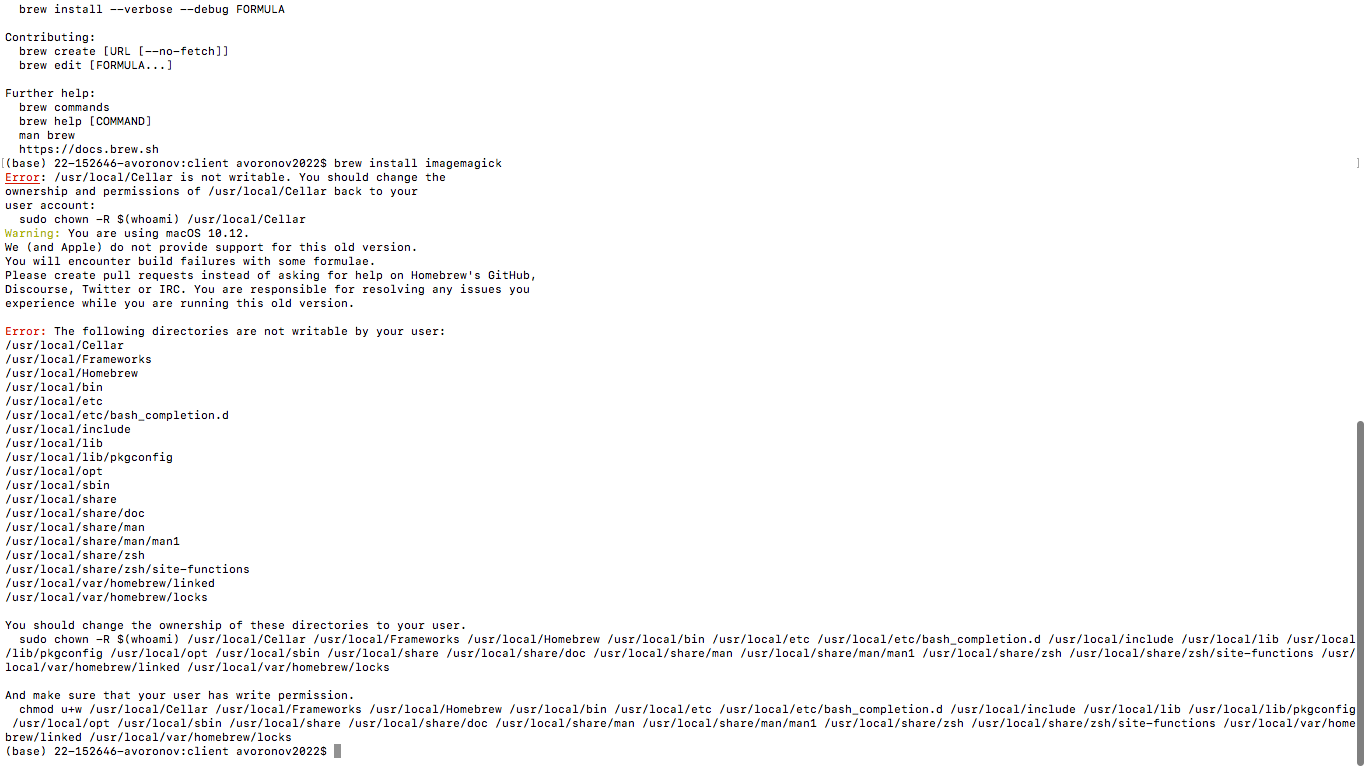 brew install --verbose --debug FORMULA

Contributing:
  brew create [URL [--no-fetch]]
  brew edit [FORMULA...]

Further help:
  brew commands
  brew help [COMMAND]
  man brew
  https://docs.brew.sh
[(base) 22-152646-avoronov:client avoronov2022$ brew install imagemagick ]
Error: /usr/local/Cellar is not writable. You should change the
ownership and permissions of /usr/local/Cellar back to your
user account:
  sudo chown -R $(whoami) /usr/local/Cellar
Warning: You are using macOS 10.12.
We (and Apple) do not provide support for this old version.
You will encounter build failures with some formulae.
Please create pull requests instead of asking for help on Homebrew's GitHub,
Discourse, Twitter or IRC. You are responsible for resolving any issues you
experience while you are running this old version.

Error: The following directories are not writable by your user:
/usr/local/Cellar
/usr/local/Frameworks
/usr/local/Homebrew
/usr/local/bin
/usr/local/etc
/usr/local/etc/bash_completion.d
/usr/local/include
/usr/local/lib
/usr/local/lib/pkgconfig
/usr/local/opt
/usr/local/sbin
/usr/local/share
/usr/local/share/doc
/usr/local/share/man
/usr/local/share/man/man1
/usr/local/share/zsh
/usr/local/share/zsh/site-functions
/usr/local/var/homebrew/linked
/usr/local/var/homebrew/locks

You should change the ownership of these directories to your user.
  sudo chown -R $(whoami) /usr/local/Cellar /usr/local/Frameworks /usr/local/Homebrew /usr/local/bin /usr/local/etc /usr/local/etc/bash_completion.d /usr/local/include /usr/local/lib /usr/local
/lib/pkgconfig /usr/local/opt /usr/local/sbin /usr/local/share /usr/local/share/doc /usr/local/share/man /usr/local/share/man/man1 /usr/local/share/zsh /usr/local/share/zsh/site-functions /usr/
local/var/homebrew/linked /usr/local/var/homebrew/locks

And make sure that your user has write permission.
  chmod u+w /usr/local/Cellar /usr/local/Frameworks /usr/local/Homebrew /usr/local/bin /usr/local/etc /usr/local/etc/bash_completion.d /usr/local/include /usr/local/lib /usr/local/lib/pkgconfig
 /usr/local/opt /usr/local/sbin /usr/local/share /usr/local/share/doc /usr/local/share/man /usr/local/share/man/man1 /usr/local/share/zsh /usr/local/share/zsh/site-functions /usr/local/var/home
brew/linked /usr/local/var/homebrew/locks
(base) 22-152646-avoronov:client avoronov2022$